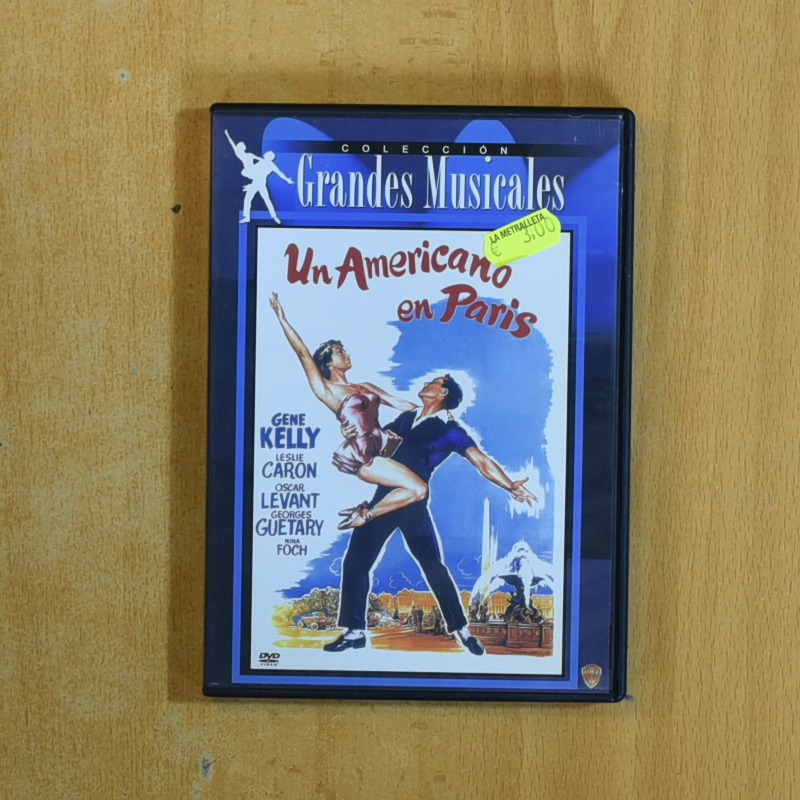 COLECCIÓN
Grandes Musicales
LA METRALLETA
€ 3,00
Un Americano
en Paris
GENE
KELLY
LESLIE
CARON
OSCAR
LEVANT
GEORGES
GUETARY
NINA
FOCH
DVD
VIDEO